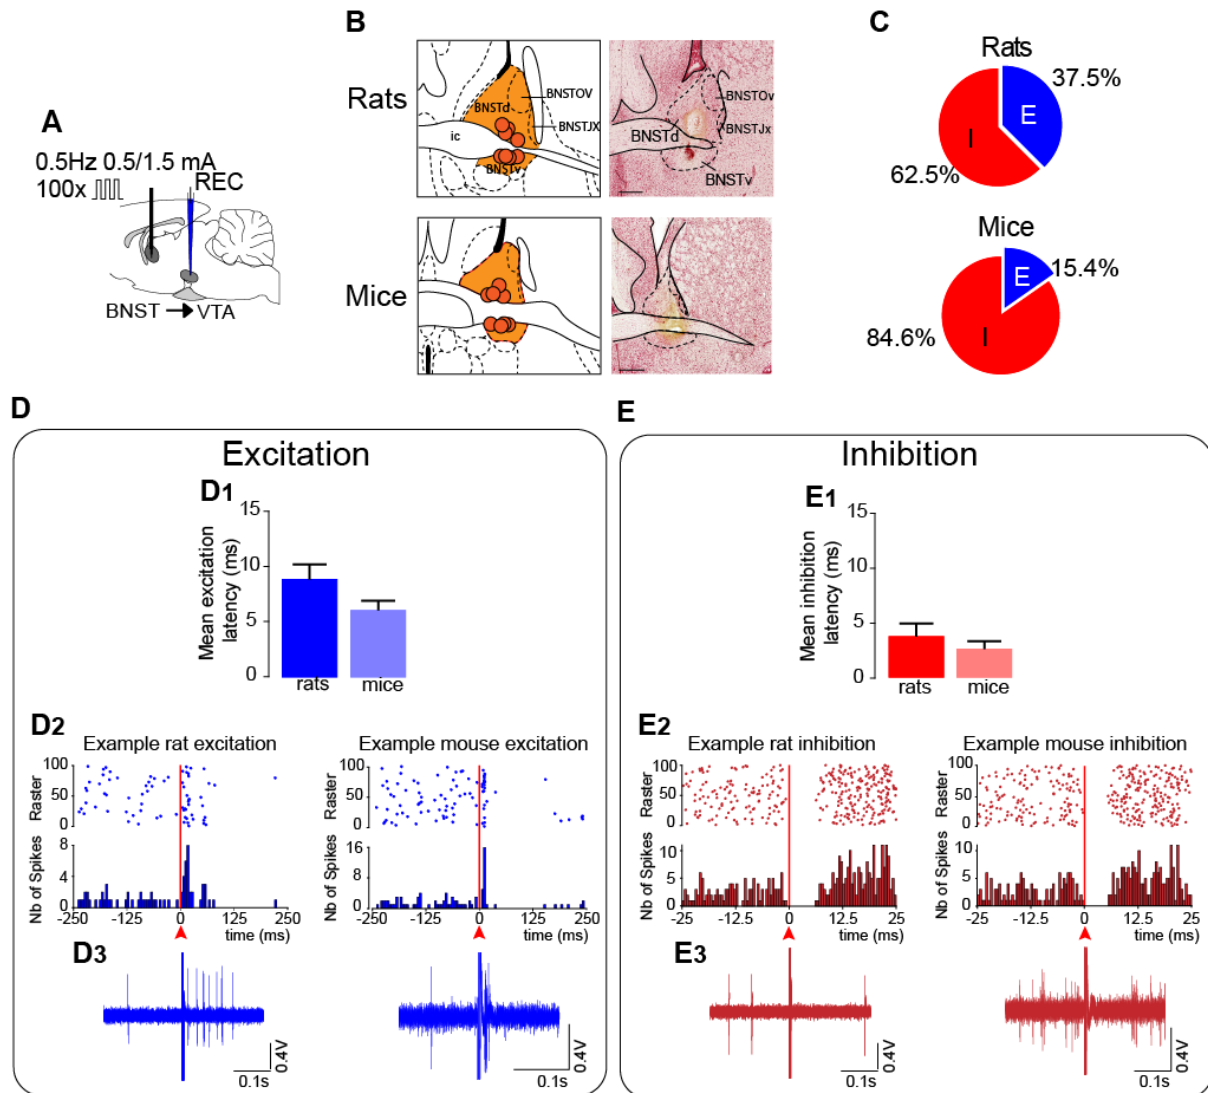 A
0.5Hz 0.5/1.5 mA
100x
REC
BNST
VTA
B
Rats
BNSTOV
BNSTd
BNSTJX
ic
BNSTv
BNSTOv
BNSTJx
BNSTd
BNSTv
Mice
C
Rats
37.5%
E
I
62.5%
Mice
15.4%
E
84.6%
I
D
Excitation
D1
Mean excitation
latency (ms)
15
10
5
0
rats
mice
D2
Example rat excitation
Example mouse excitation
Raster
100
50
0
Nb of Spikes
8
4
0
-250
-125
0
125
250
time (ms)
Raster
100
50
0
Nb of Spikes
16
8
0
-250
-125
0
125
250
time (ms)
D3
0.4V
0.1s
0.4V
0.1s
E
Inhibition
E1
Mean inhibition
latency (ms)
15
10
5
0
rats
mice
E2
Example rat inhibition
Example mouse inhibition
Raster
100
50
0
Nb of Spikes
10
5
0
-25
-12.5
0
12.5
25
time (ms)
Raster
100
50
0
Nb of Spikes
10
5
0
-25
-12.5
0
12.5
25
time (ms)
E3
0.4V
0.1s
0.4V
0.1s